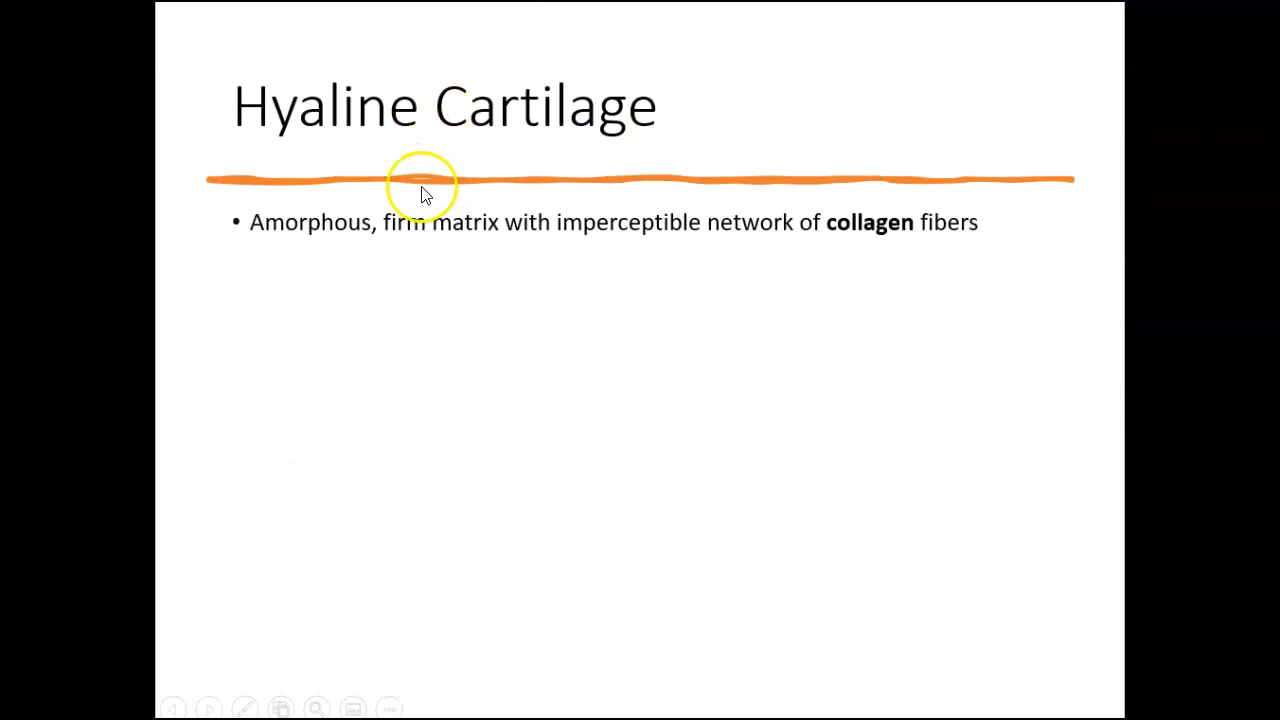 Hyaline Cartilage
• Amorphous, firm matrix with imperceptible network of collagen fibers